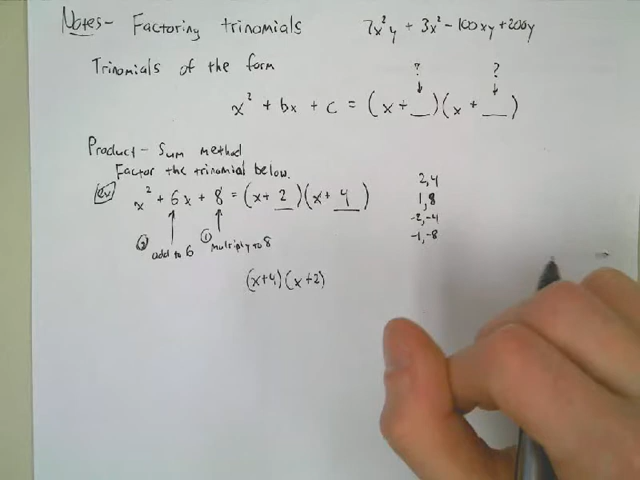 Notes- Factoring trinomials
7x²y + 3x² - 100xy + 200y
Trinomials of the form
? ?
x² + bx + c = (x + __)(x + __)
Product - Sum method
Factor the trinomial below.
ex x² + 6x + 8 = (x + 2)(x + 4)
2,4
1,8
-2,-4
-1,-8
② add to 6
① multiply to 8
(x+4)(x+2)